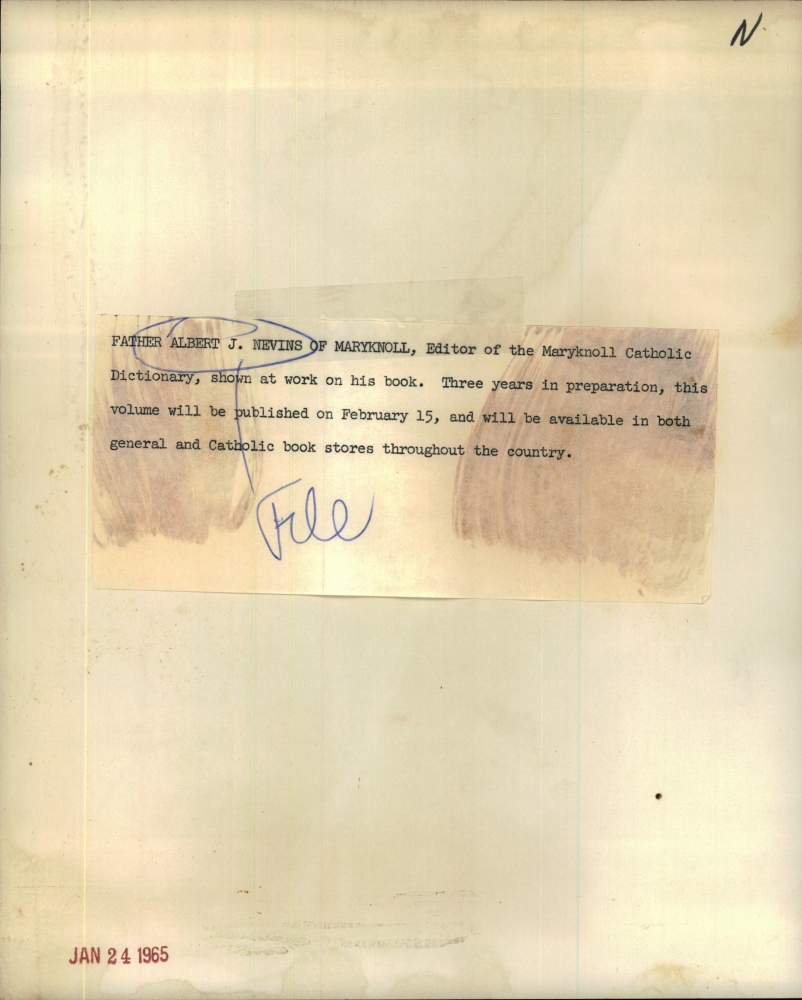 N
FATHER ALBERT J. NEVINS OF MARYKNOLL, Editor of the Maryknoll Catholic
Dictionary, shown at work on his book. Three years in preparation, this
volume will be published on February 15, and will be available in both
general and Catholic book stores throughout the country.
File
JAN 24 1965